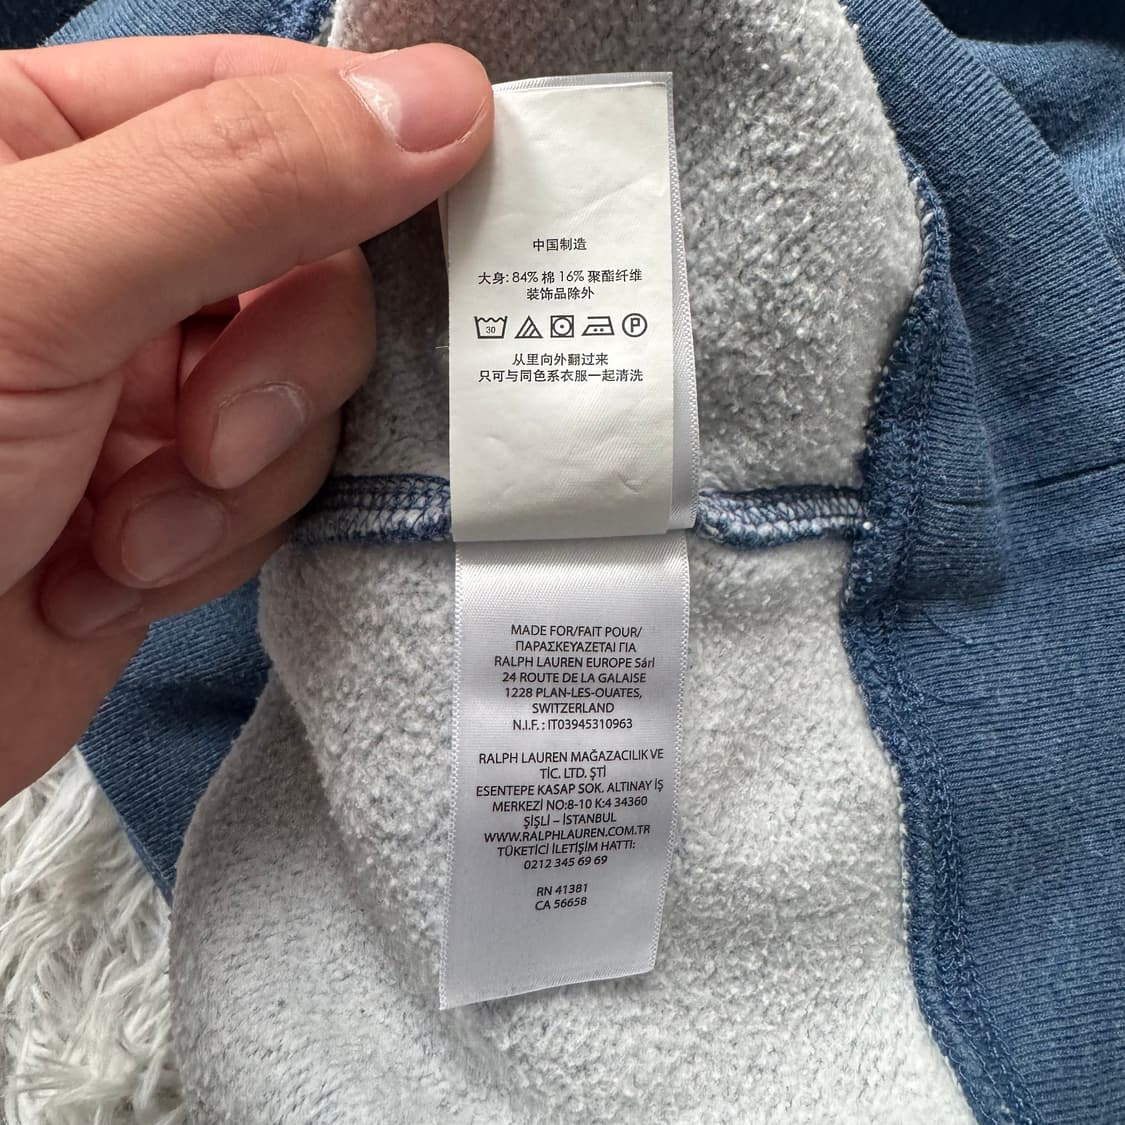 中国制造
大身: 84% 棉 16% 聚酯纤维
装饰品除外
30 P
从里向外翻过来
只可与同色系衣服一起清洗
MADE FOR/FAIT POUR/
ΠΑΡΑΣΚΕΥΑΖΕΤΑΙ ΓΙΑ
RALPH LAUREN EUROPE Sárl
24 ROUTE DE LA GALAISE
1228 PLAN-LES-OUATES,
SWITZERLAND
N.I.F. : IT03945310963
RALPH LAUREN MAĞAZACILIK VE
TİC. LTD. ŞTİ
ESENTEPE KASAP SOK. ALTINAY İŞ
MERKEZİ NO:8-10 K:4 34360
ŞİŞLİ – İSTANBUL
WWW.RALPHLAUREN.COM.TR
TÜKETİCİ İLETİŞİM HATTI:
0212 345 69 69
RN 41381
CA 56658